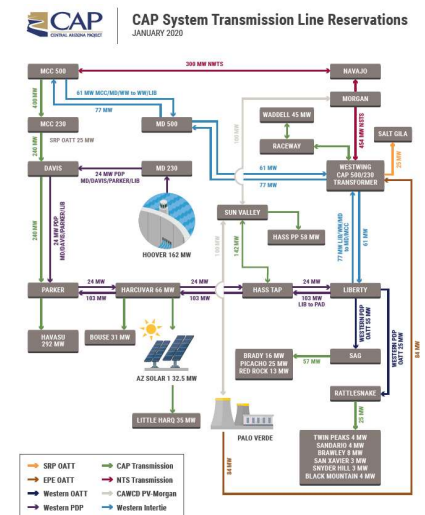 CAP
CENTRAL ARIZONA PROJECT
CAP System Transmission Line Reservations
JANUARY 2020
MCC 500
300 MW NWTS
NAVAJO
61 MW MCC/MD/WW to WW/LIB
77 MW
400 MW
MORGAN
WADDELL 45 MW
MCC 230
MD 500
RACEWAY
454 MW NSTS
SALT GILA
SRP OATT 25 MW
240 MW
25 MW
DAVIS
24 MW PDP
MD/DAVIS/PARKER/LIB
MD 230
61 MW
77 MW
WESTWING
CAP 500/230
TRANSFORMER
24 MW PDP
MD/DAVIS/PARKER/LIB
240 MW
HOOVER 162 MW
SUN VALLEY
HASS PP 58 MW
142 MW
77 MW LIB/WW/MD
to MD/MCC
61 MW
PARKER
24 MW
103 MW
HARCUVAR 66 MW
24 MW
103 MW
HASS TAP
24 MW
103 MW
LIB to PAD
LIBERTY
HAVASU
292 MW
BOUSE 31 MW
AZ SOLAR 1 32.5 MW
WESTERN PDP
OATT 55 MW
WESTERN PDP
OATT 25 MW
84 MW
BRADY 16 MW
PICACHO 25 MW
RED ROCK 13 MW
57 MW
SAG
RATTLESNAKE
LITTLE HARQ 35 MW
PALO VERDE
25 MW
TWIN PEAKS 4 MW
SANDARIO 4 MW
BRAWLEY 8 MW
SAN XAVIER 3 MW
SNYDER HILL 3 MW
BLACK MOUNTAIN 4 MW
84 MW
SRP OATT
CAP Transmission
EPE OATT
NTS Transmission
Western OATT
CAWCD PV-Morgan
Western PDP
Western Intertie